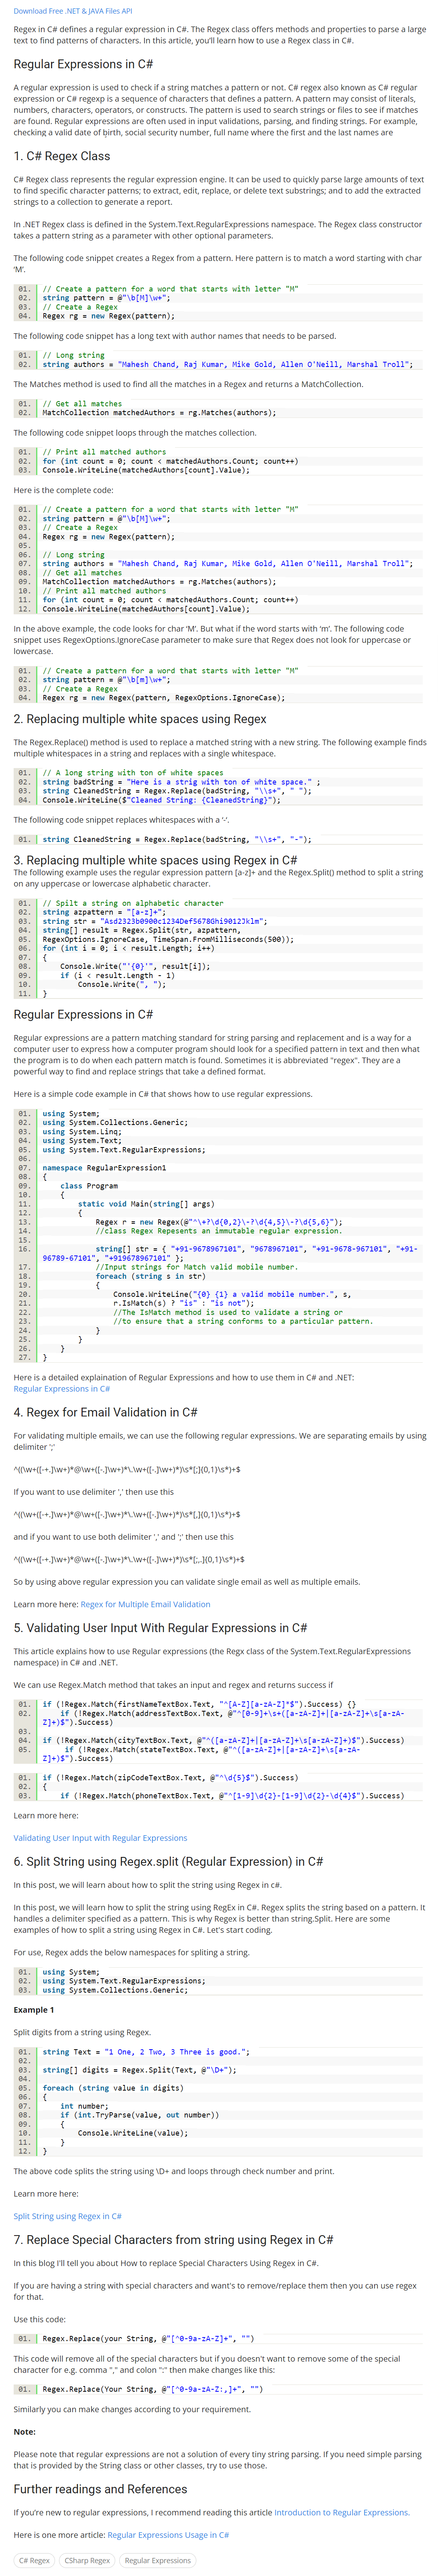 Download Free .NET & JAVA Files API
Regex in C# defines a regular expression in C#. The Regex class offers methods and properties to parse a large
text to find patterns of characters. In this article, you'll learn how to use a Regex class in C#.
Regular Expressions in C#
A regular expression is used to check if a string matches a pattern or not. C# regex also known as C# regular
expression or C# regexp is a sequence of characters that defines a pattern. A pattern may consist of literals,
numbers, characters, operators, or constructs. The pattern is used to search strings or files to see if matches
are found. Regular expressions are often used in input validations, parsing, and finding strings. For example,
checking a valid date of birth, social security number, full name where the first and the last names are
1. C# Regex Class
C# Regex class represents the regular expression engine. It can be used to quickly parse large amounts of text
to find specific character patterns; to extract, edit, replace, or delete text substrings; and to add the extracted
strings to a collection to generate a report.
In .NET Regex class is defined in the System.Text.RegularExpressions namespace. The Regex class constructor
takes a pattern string as a parameter with other optional parameters.
The following code snippet creates a Regex from a pattern. Here pattern is to match a word starting with char
'M'.
01. // Create a pattern for a word that starts with letter "M"
02. string pattern = @"\b[M]\w+";
03. // Create a Regex
04. Regex rg = new Regex(pattern);
The following code snippet has a long text with author names that needs to be parsed.
01. // Long string
02. string authors = "Mahesh Chand, Raj Kumar, Mike Gold, Allen O'Neill, Marshal Troll";
The Matches method is used to find all the matches in a Regex and returns a MatchCollection.
01. // Get all matches
02. MatchCollection matchedAuthors = rg.Matches(authors);
The following code snippet loops through the matches collection.
01. // Print all matched authors
02. for (int count = 0; count < matchedAuthors.Count; count++)
03. Console.WriteLine(matchedAuthors[count].Value);
Here is the complete code:
01. // Create a pattern for a word that starts with letter "M"
02. string pattern = @"\b[M]\w+";
03. // Create a Regex
04. Regex rg = new Regex(pattern);
05.
06. // Long string
07. string authors = "Mahesh Chand, Raj Kumar, Mike Gold, Allen O'Neill, Marshal Troll";
08. // Get all matches
09. MatchCollection matchedAuthors = rg.Matches(authors);
10. // Print all matched authors
11. for (int count = 0; count < matchedAuthors.Count; count++)
12. Console.WriteLine(matchedAuthors[count].Value);
In the above example, the code looks for char 'M'. But what if the word starts with 'm'. The following code
snippet uses RegexOptions.IgnoreCase parameter to make sure that Regex does not look for uppercase or
lowercase.
01. // Create a pattern for a word that starts with letter "M"
02. string pattern = @"\b[m]\w+";
03. // Create a Regex
04. Regex rg = new Regex(pattern, RegexOptions.IgnoreCase);
2. Replacing multiple white spaces using Regex
The Regex.Replace() method is used to replace a matched string with a new string. The following example finds
multiple whitespaces in a string and replaces with a single whitespace.
01. // A long string with ton of white spaces
02. string badString = "Here is a strig with ton of white space." ;
03. string CleanedString = Regex.Replace(badString, "\\s+", " ");
04. Console.WriteLine($"Cleaned String: {CleanedString}");
The following code snippet replaces whitespaces with a '-'.
01. string CleanedString = Regex.Replace(badString, "\\s+", "-");
3. Replacing multiple white spaces using Regex in C#
The following example uses the regular expression pattern [a-z]+ and the Regex.Split() method to split a string
on any uppercase or lowercase alphabetic character.
01. // Spilt a string on alphabetic character
02. string azpattern = "[a-z]+";
03. string str = "Asd2323b0900c1234Def5678Ghi9012Jklm";
04. string[] result = Regex.Split(str, azpattern,
05. RegexOptions.IgnoreCase, TimeSpan.FromMilliseconds(500));
06. for (int i = 0; i < result.Length; i++)
07. {
08. Console.Write("'{0}'", result[i]);
09. if (i < result.Length - 1)
10. Console.Write(", ");
11. }
Regular Expressions in C#
Regular expressions are a pattern matching standard for string parsing and replacement and is a way for a
computer user to express how a computer program should look for a specified pattern in text and then what
the program is to do when each pattern match is found. Sometimes it is abbreviated "regex". They are a
powerful way to find and replace strings that take a defined format.
Here is a simple code example in C# that shows how to use regular expressions.
01. using System;
02. using System.Collections.Generic;
03. using System.Linq;
04. using System.Text;
05. using System.Text.RegularExpressions;
06.
07. namespace RegularExpression1
08. {
09. class Program
10. {
11. static void Main(string[] args)
12. {
13. Regex r = new Regex(@"^\+?\d{0,2}\-?\d{4,5}\-?\d{5,6}");
14. //class Regex Repesents an immutable regular expression.
15.
16. string[] str = { "+91-9678967101", "9678967101", "+91-9678-967101", "+91-
96789-67101", "+919678967101" };
17. //Input strings for Match valid mobile number.
18. foreach (string s in str)
19. {
20. Console.WriteLine("{0} {1} a valid mobile number.", s,
21. r.IsMatch(s) ? "is" : "is not");
22. //The IsMatch method is used to validate a string or
23. //to ensure that a string conforms to a particular pattern.
24. }
25. }
26. }
27. }
Here is a detailed explaination of Regular Expressions and how to use them in C# and .NET:
Regular Expressions in C#
4. Regex for Email Validation in C#
For validating multiple emails, we can use the following regular expressions. We are separating emails by using
delimiter ';'
^((\w+([-+.]\w+)*@\w+([-.]\w+)*\.\w+([-.]\w+)*)\s*[;]{0,1}\s*)+$
If you want to use delimiter ',' then use this
^((\w+([-+.]\w+)*@\w+([-.]\w+)*\.\w+([-.]\w+)*)\s*[,]{0,1}\s*)+$
and if you want to use both delimiter ',' and ';' then use this
^((\w+([-+.]\w+)*@\w+([-.]\w+)*\.\w+([-.]\w+)*)\s*[;,.]{0,1}\s*)+$
So by using above regular expression you can validate single email as well as multiple emails.
Learn more here: Regex for Multiple Email Validation
5. Validating User Input With Regular Expressions in C#
This article explains how to use Regular expressions (the Regx class of the System.Text.RegularExpressions
namespace) in C# and .NET.
We can use Regex.Match method that takes an input and regex and returns success if
01. if (!Regex.Match(firstNameTextBox.Text, "^[A-Z][a-zA-Z]*$").Success) {}
02. if (!Regex.Match(addressTextBox.Text, @"^[0-9]+\s+([a-zA-Z]+|[a-zA-Z]+\s[a-zA-
Z]+)$").Success)
03.
04. if (!Regex.Match(cityTextBox.Text, @"^([a-zA-Z]+|[a-zA-Z]+\s[a-zA-Z]+)$").Success)
05. if (!Regex.Match(stateTextBox.Text, @"^([a-zA-Z]+|[a-zA-Z]+\s[a-zA-
Z]+)$").Success)
01. if (!Regex.Match(zipCodeTextBox.Text, @"^\d{5}$").Success)
02. {
03. if (!Regex.Match(phoneTextBox.Text, @"^[1-9]\d{2}-[1-9]\d{2}-\d{4}$").Success)
Learn more here:
Validating User Input with Regular Expressions
6. Split String using Regex.split (Regular Expression) in C#
In this post, we will learn about how to split the string using Regex in c#.
In this post, we will learn how to split the string using RegEx in C#. Regex splits the string based on a pattern. It
handles a delimiter specified as a pattern. This is why Regex is better than string.Split. Here are some
examples of how to split a string using Regex in C#. Let's start coding.
For use, Regex adds the below namespaces for spliting a string.
01. using System;
02. using System.Text.RegularExpressions;
03. using System.Collections.Generic;
Example 1
Split digits from a string using Regex.
01. string Text = "1 One, 2 Two, 3 Three is good.";
02.
03. string[] digits = Regex.Split(Text, @"\D+");
04.
05. foreach (string value in digits)
06. {
07. int number;
08. if (int.TryParse(value, out number))
09. {
10. Console.WriteLine(value);
11. }
12. }
The above code splits the string using \D+ and loops through check number and print.
Learn more here:
Split String using Regex in C#
7. Replace Special Characters from string using Regex in C#
In this blog I'll tell you about How to replace Special Characters Using Regex in C#.
If you are having a string with special characters and want's to remove/replace them then you can use regex
for that.
Use this code:
01. Regex.Replace(your String, @"[^0-9a-zA-Z]+", "")
This code will remove all of the special characters but if you doesn't want to remove some of the special
character for e.g. comma "," and colon ":" then make changes like this:
01. Regex.Replace(Your String, @"[^0-9a-zA-Z:,]+", "")
Similarly you can make changes according to your requirement.
Note:
Please note that regular expressions are not a solution of every tiny string parsing. If you need simple parsing
that is provided by the String class or other classes, try to use those.
Further readings and References
If you're new to regular expressions, I recommend reading this article Introduction to Regular Expressions.
Here is one more article: Regular Expressions Usage in C#
C# Regex
CSharp Regex
Regular Expressions